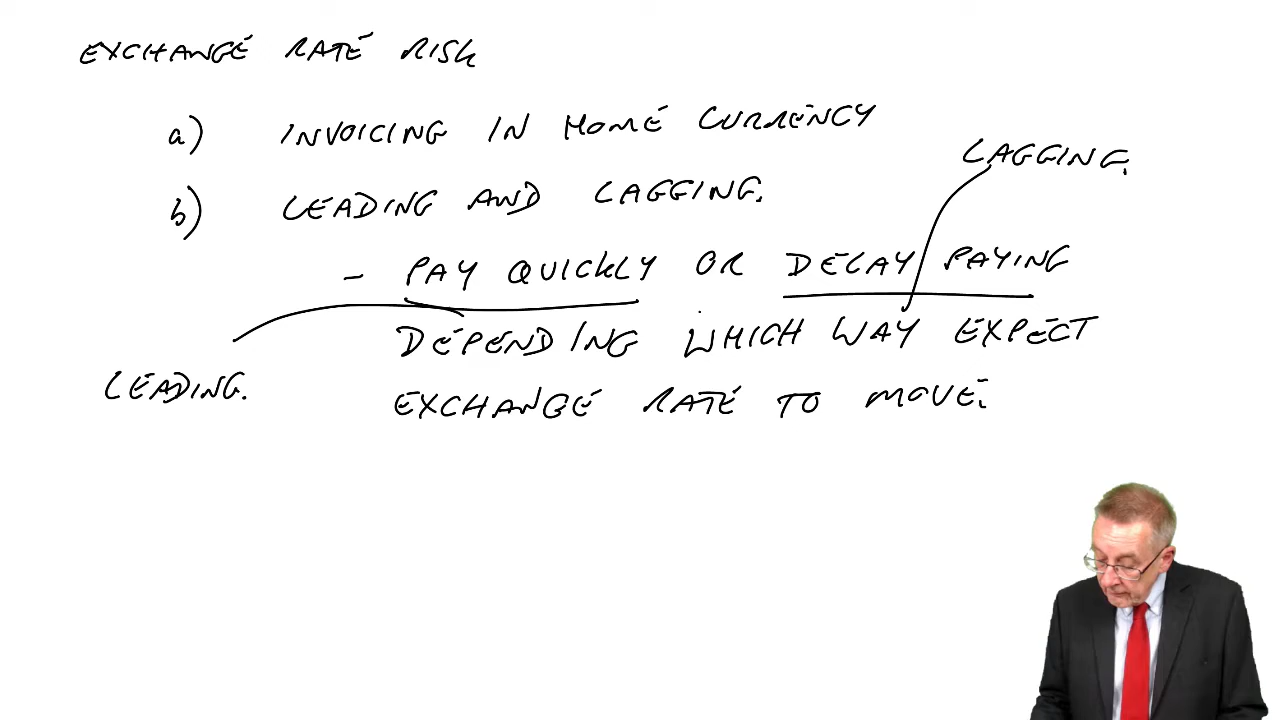 EXCHANGE RATE RISK
a) INVOICING IN HOME CURRENCY
LAGGING.
b) LEADING AND LAGGING.
- PAY QUICKLY OR DELAY PAYING
DEPENDING WHICH WAY EXPECT
LEADING.
EXCHANGE RATE TO MOVE.